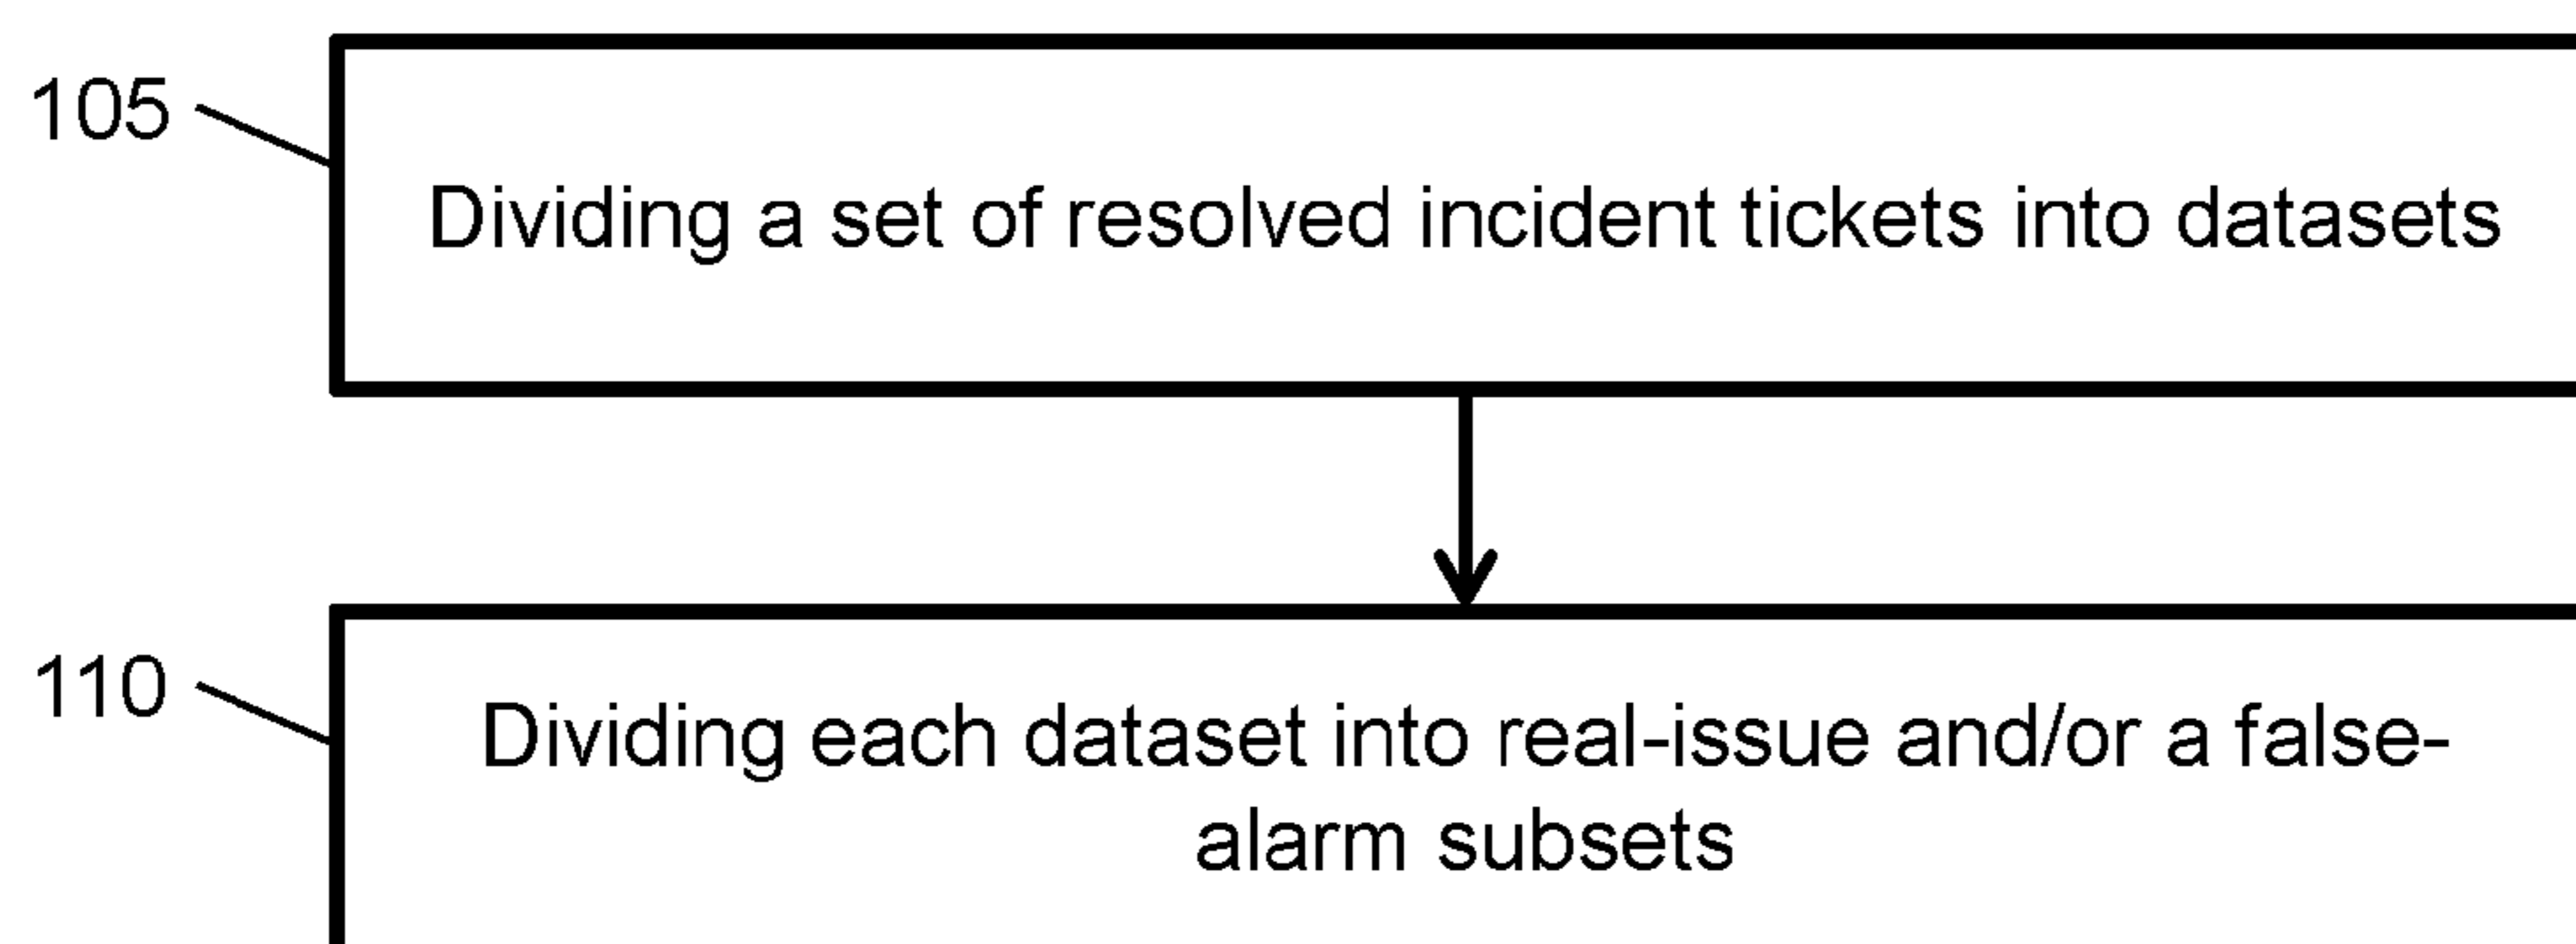 105
Dividing a set of resolved incident tickets into datasets
110
Dividing each dataset into real-issue and/or a false-
alarm subsets